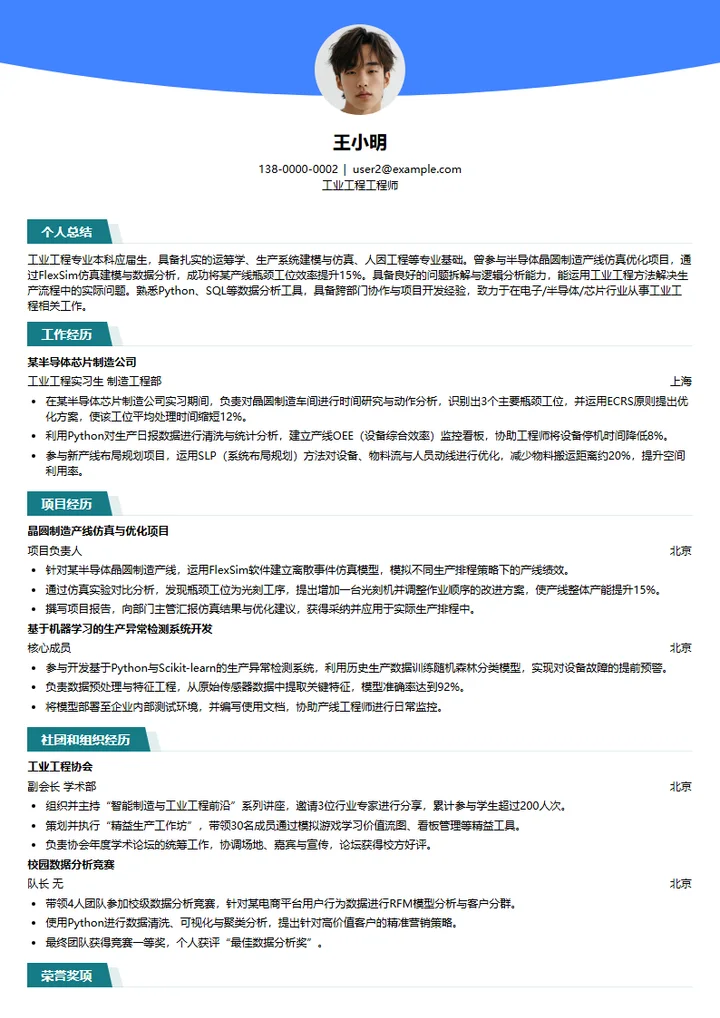 王小明
138-0000-0002 | user2@example.com
工业工程工程师
个人总结
工业工程专业本科应届生，具备扎实的运筹学、生产系统建模与仿真、人因工程等专业基础。曾参与半导体晶圆制造产线仿真优化项目，通
过FlexSim仿真建模与数据分析，成功将某产线瓶颈工位效率提升15%。具备良好的问题拆解与逻辑分析能力，能运用工业工程方法解决生
产流程中的实际问题。熟悉Python、SQL等数据分析工具，具备跨部门协作与项目开发经验，致力于在电子/半导体/芯片行业从事工业工
程相关工作。
工作经历
某半导体芯片制造公司
工业工程实习生 制造工程部 上海
• 在某半导体芯片制造公司实习期间，负责对晶圆制造车间进行时间研究与动作分析，识别出3个主要瓶颈工位，并运用ECRS原则提出优
化方案，使该工位平均处理时间缩短12%。
• 利用Python对生产日报数据进行清洗与统计分析，建立产线OEE（设备综合效率）监控看板，协助工程师将设备停机时间降低8%。
• 参与新产线布局规划项目，运用SLP（系统布局规划）方法对设备、物料流与人员动线进行优化，减少物料搬运距离约20%，提升空间
利用率。
项目经历
晶圆制造产线仿真与优化项目
项目负责人 北京
• 针对某半导体晶圆制造产线，运用FlexSim软件建立离散事件仿真模型，模拟不同生产排程策略下的产线绩效。
• 通过仿真实验对比分析，发现瓶颈工位为光刻工序，提出增加一台光刻机并调整作业顺序的改进方案，使产线整体产能提升15%。
• 撰写项目报告，向部门主管汇报仿真结果与优化建议，获得采纳并应用于实际生产排程中。
基于机器学习的生产异常检测系统开发
核心成员 北京
• 参与开发基于Python与Scikit-learn的生产异常检测系统，利用历史生产数据训练随机森林分类模型，实现对设备故障的提前预警。
• 负责数据预处理与特征工程，从原始传感器数据中提取关键特征，模型准确率达到92%。
• 将模型部署至企业内部测试环境，并编写使用文档，协助产线工程师进行日常监控。
社团和组织经历
工业工程协会
副会长 学术部 北京
• 组织并主持“智能制造与工业工程前沿”系列讲座，邀请3位行业专家进行分享，累计参与学生超过200人次。
• 策划并执行“精益生产工作坊”，带领30名成员通过模拟游戏学习价值流图、看板管理等精益工具。
• 负责协会年度学术论坛的统筹工作，协调场地、嘉宾与宣传，论坛获得校方好评。
校园数据分析竞赛
队长 无 北京
• 带领4人团队参加校级数据分析竞赛，针对某电商平台用户行为数据进行RFM模型分析与客户分群。
• 使用Python进行数据清洗、可视化与聚类分析，提出针对高价值客户的精准营销策略。
• 最终团队获得竞赛一等奖，个人获评“最佳数据分析奖”。
荣誉奖项